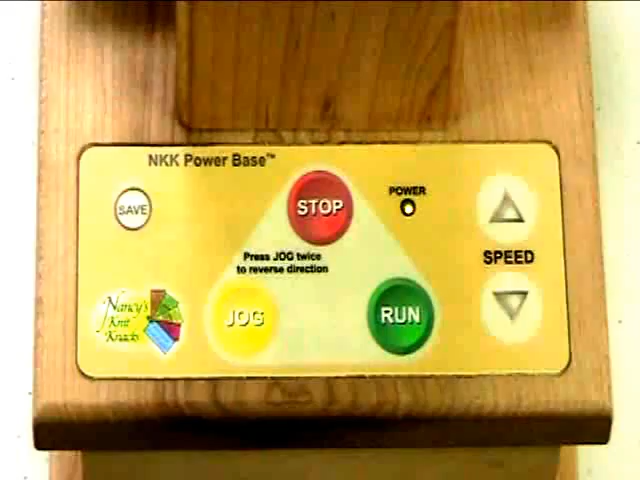 NKK Power Base™
SAVE
STOP
POWER
Press JOG twice
to reverse direction
SPEED
Nancy's
Knit
Knacks
JOG
RUN